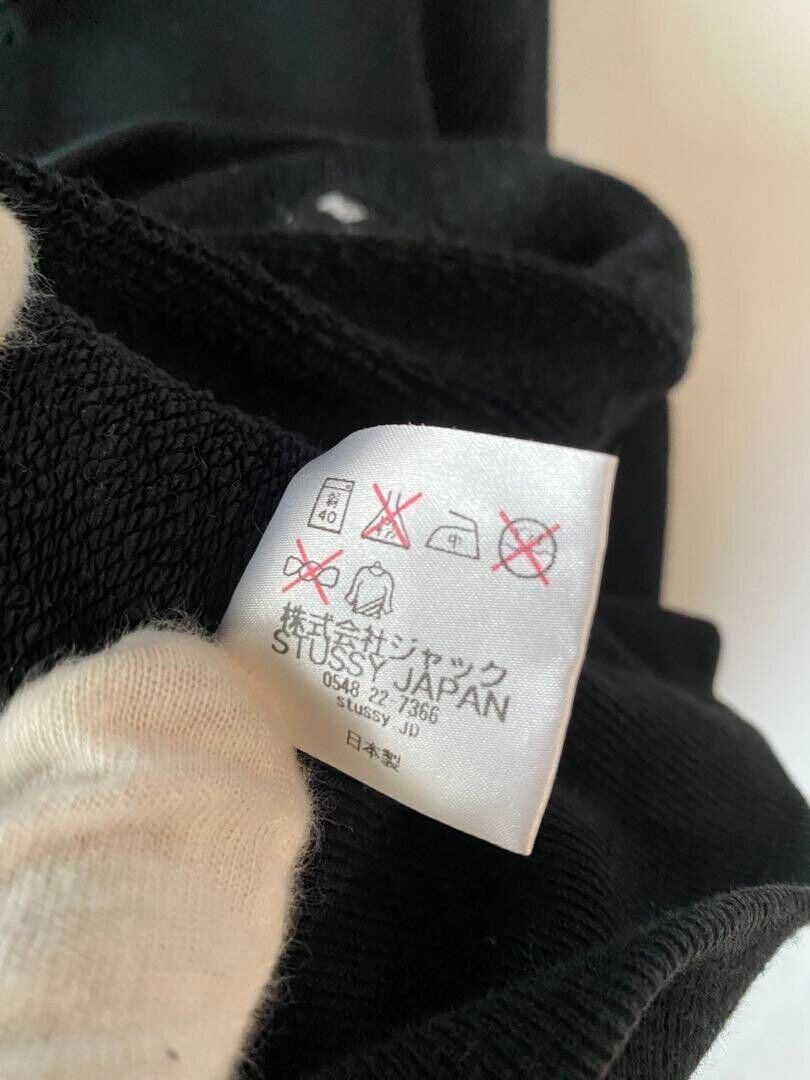 弱
40
中
株式会社ジャック
STUSSY JAPAN
0548 22 7366
stussy JP
日本製